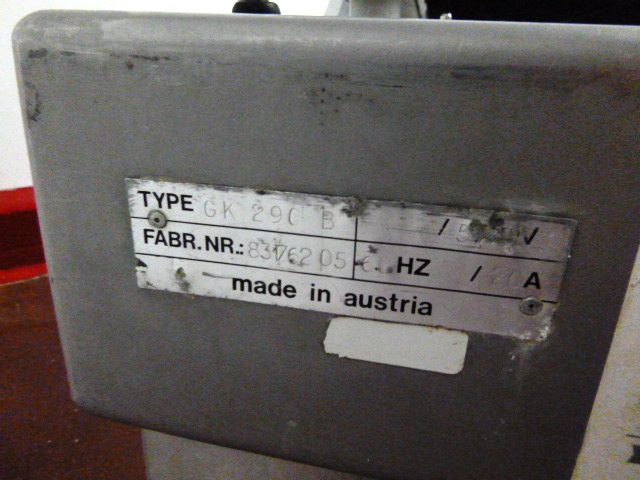 TYPE GK 290 B / V
FABR.NR.: 8376205 HZ / A
made in austria